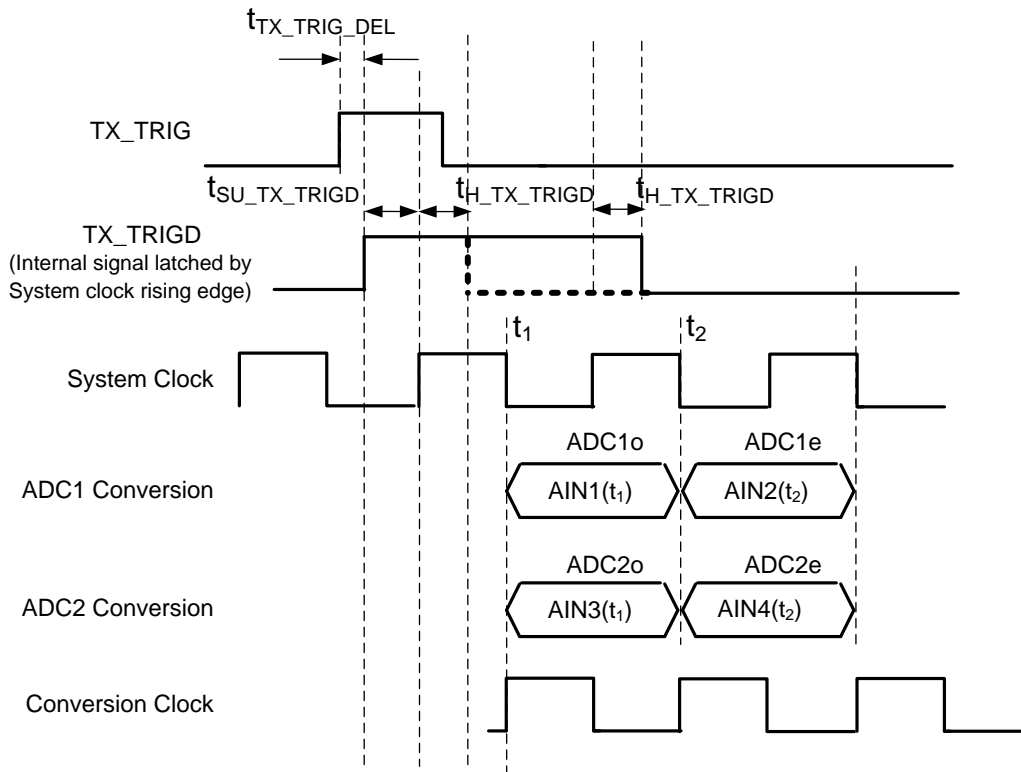 tTX_TRIG_DEL
TX_TRIG
tSU_TX_TRIGD
tH_TX_TRIGD
tH_TX_TRIGD
TX_TRIGD
(Internal signal latched by
System clock rising edge)
t1
t2
System Clock
ADC1o
ADC1e
ADC1 Conversion
AIN1(t1)
AIN2(t2)
ADC2o
ADC2e
ADC2 Conversion
AIN3(t1)
AIN4(t2)
Conversion Clock